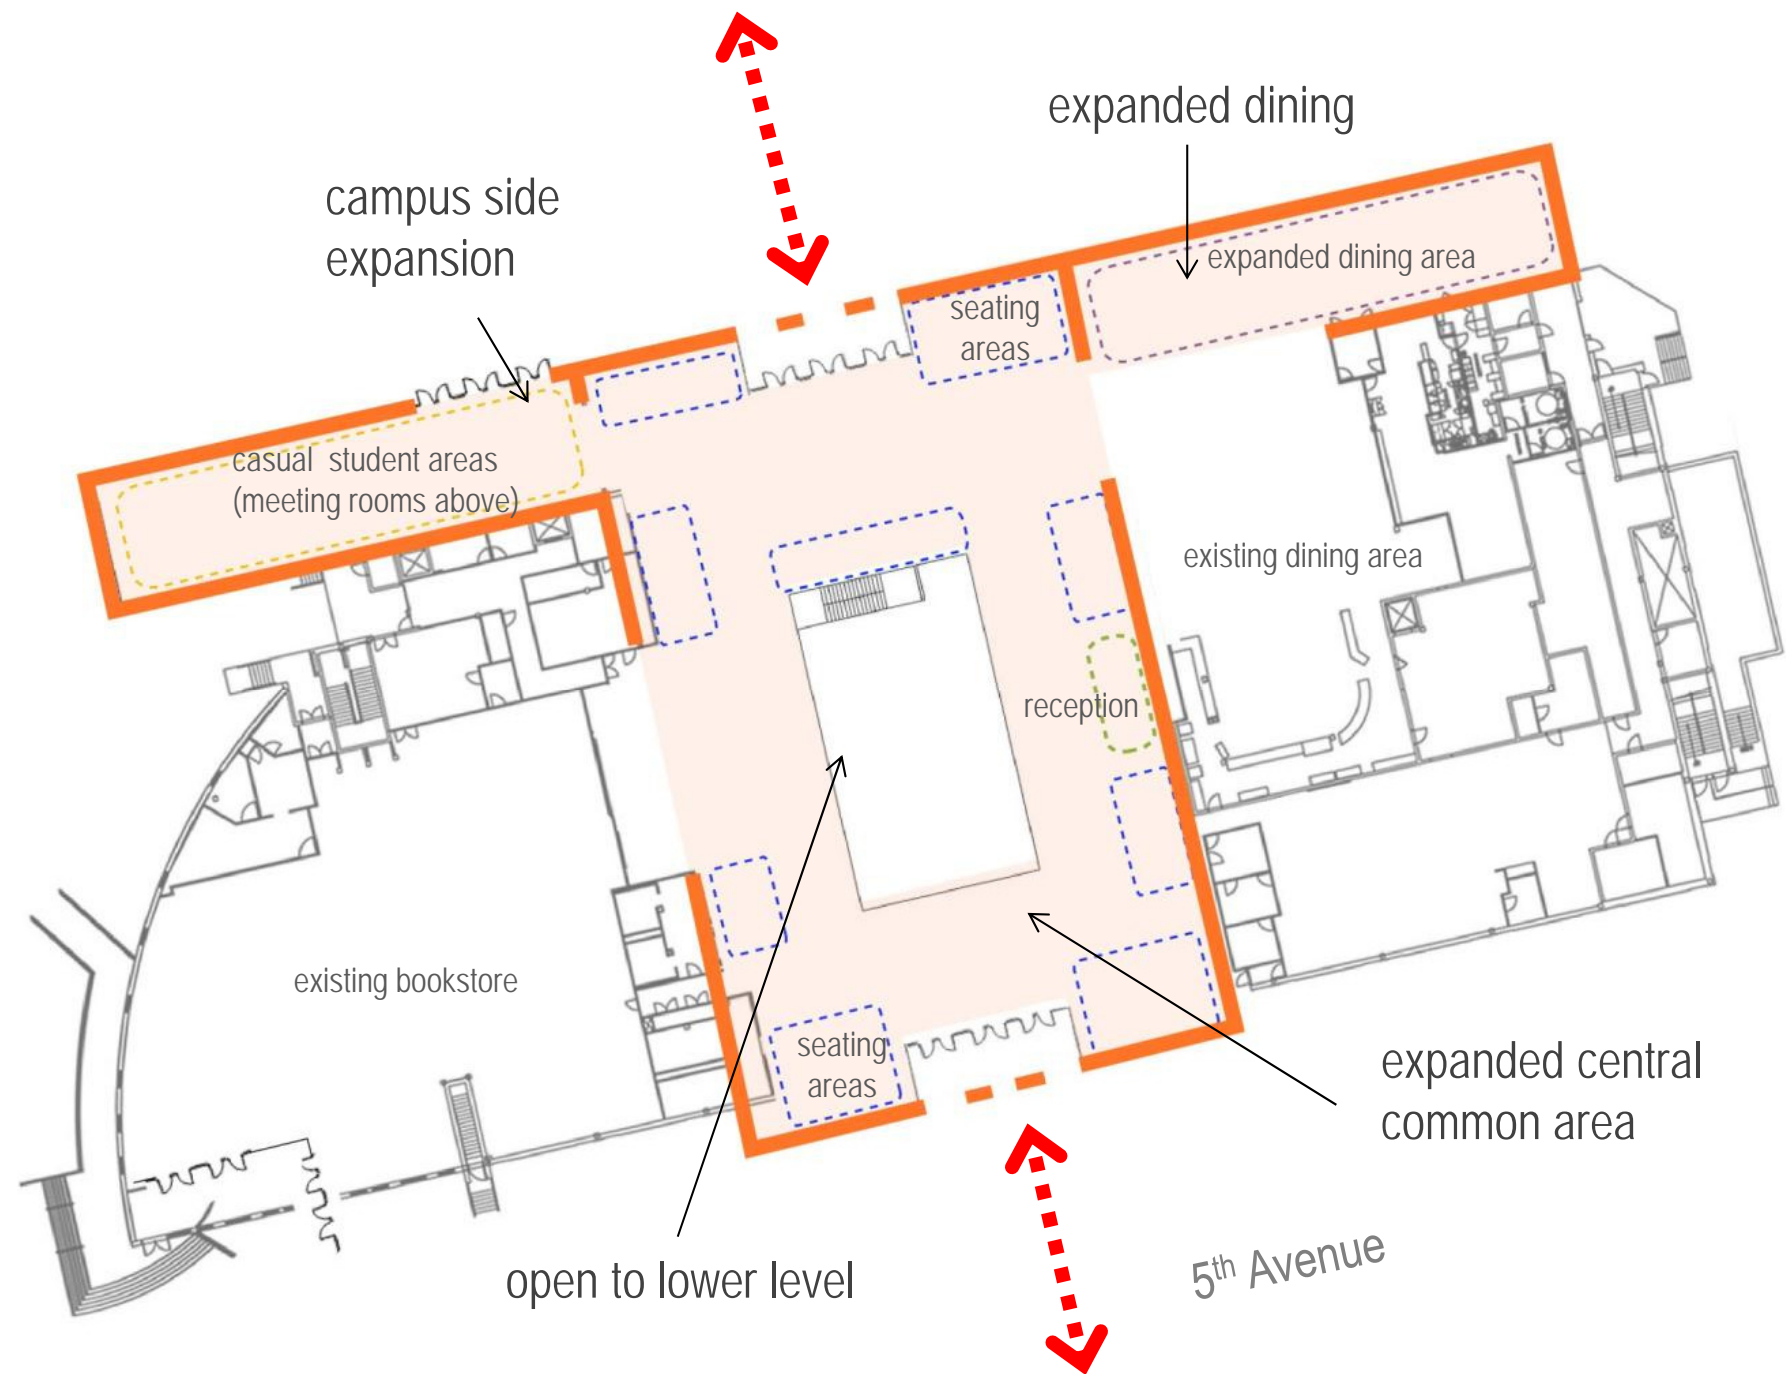 expanded dining
campus side
expansion
expanded dining area
seating
areas
casual student areas
(meeting rooms above)
existing dining area
reception
existing bookstore
seating
areas
expanded central
common area
open to lower level
5th Avenue